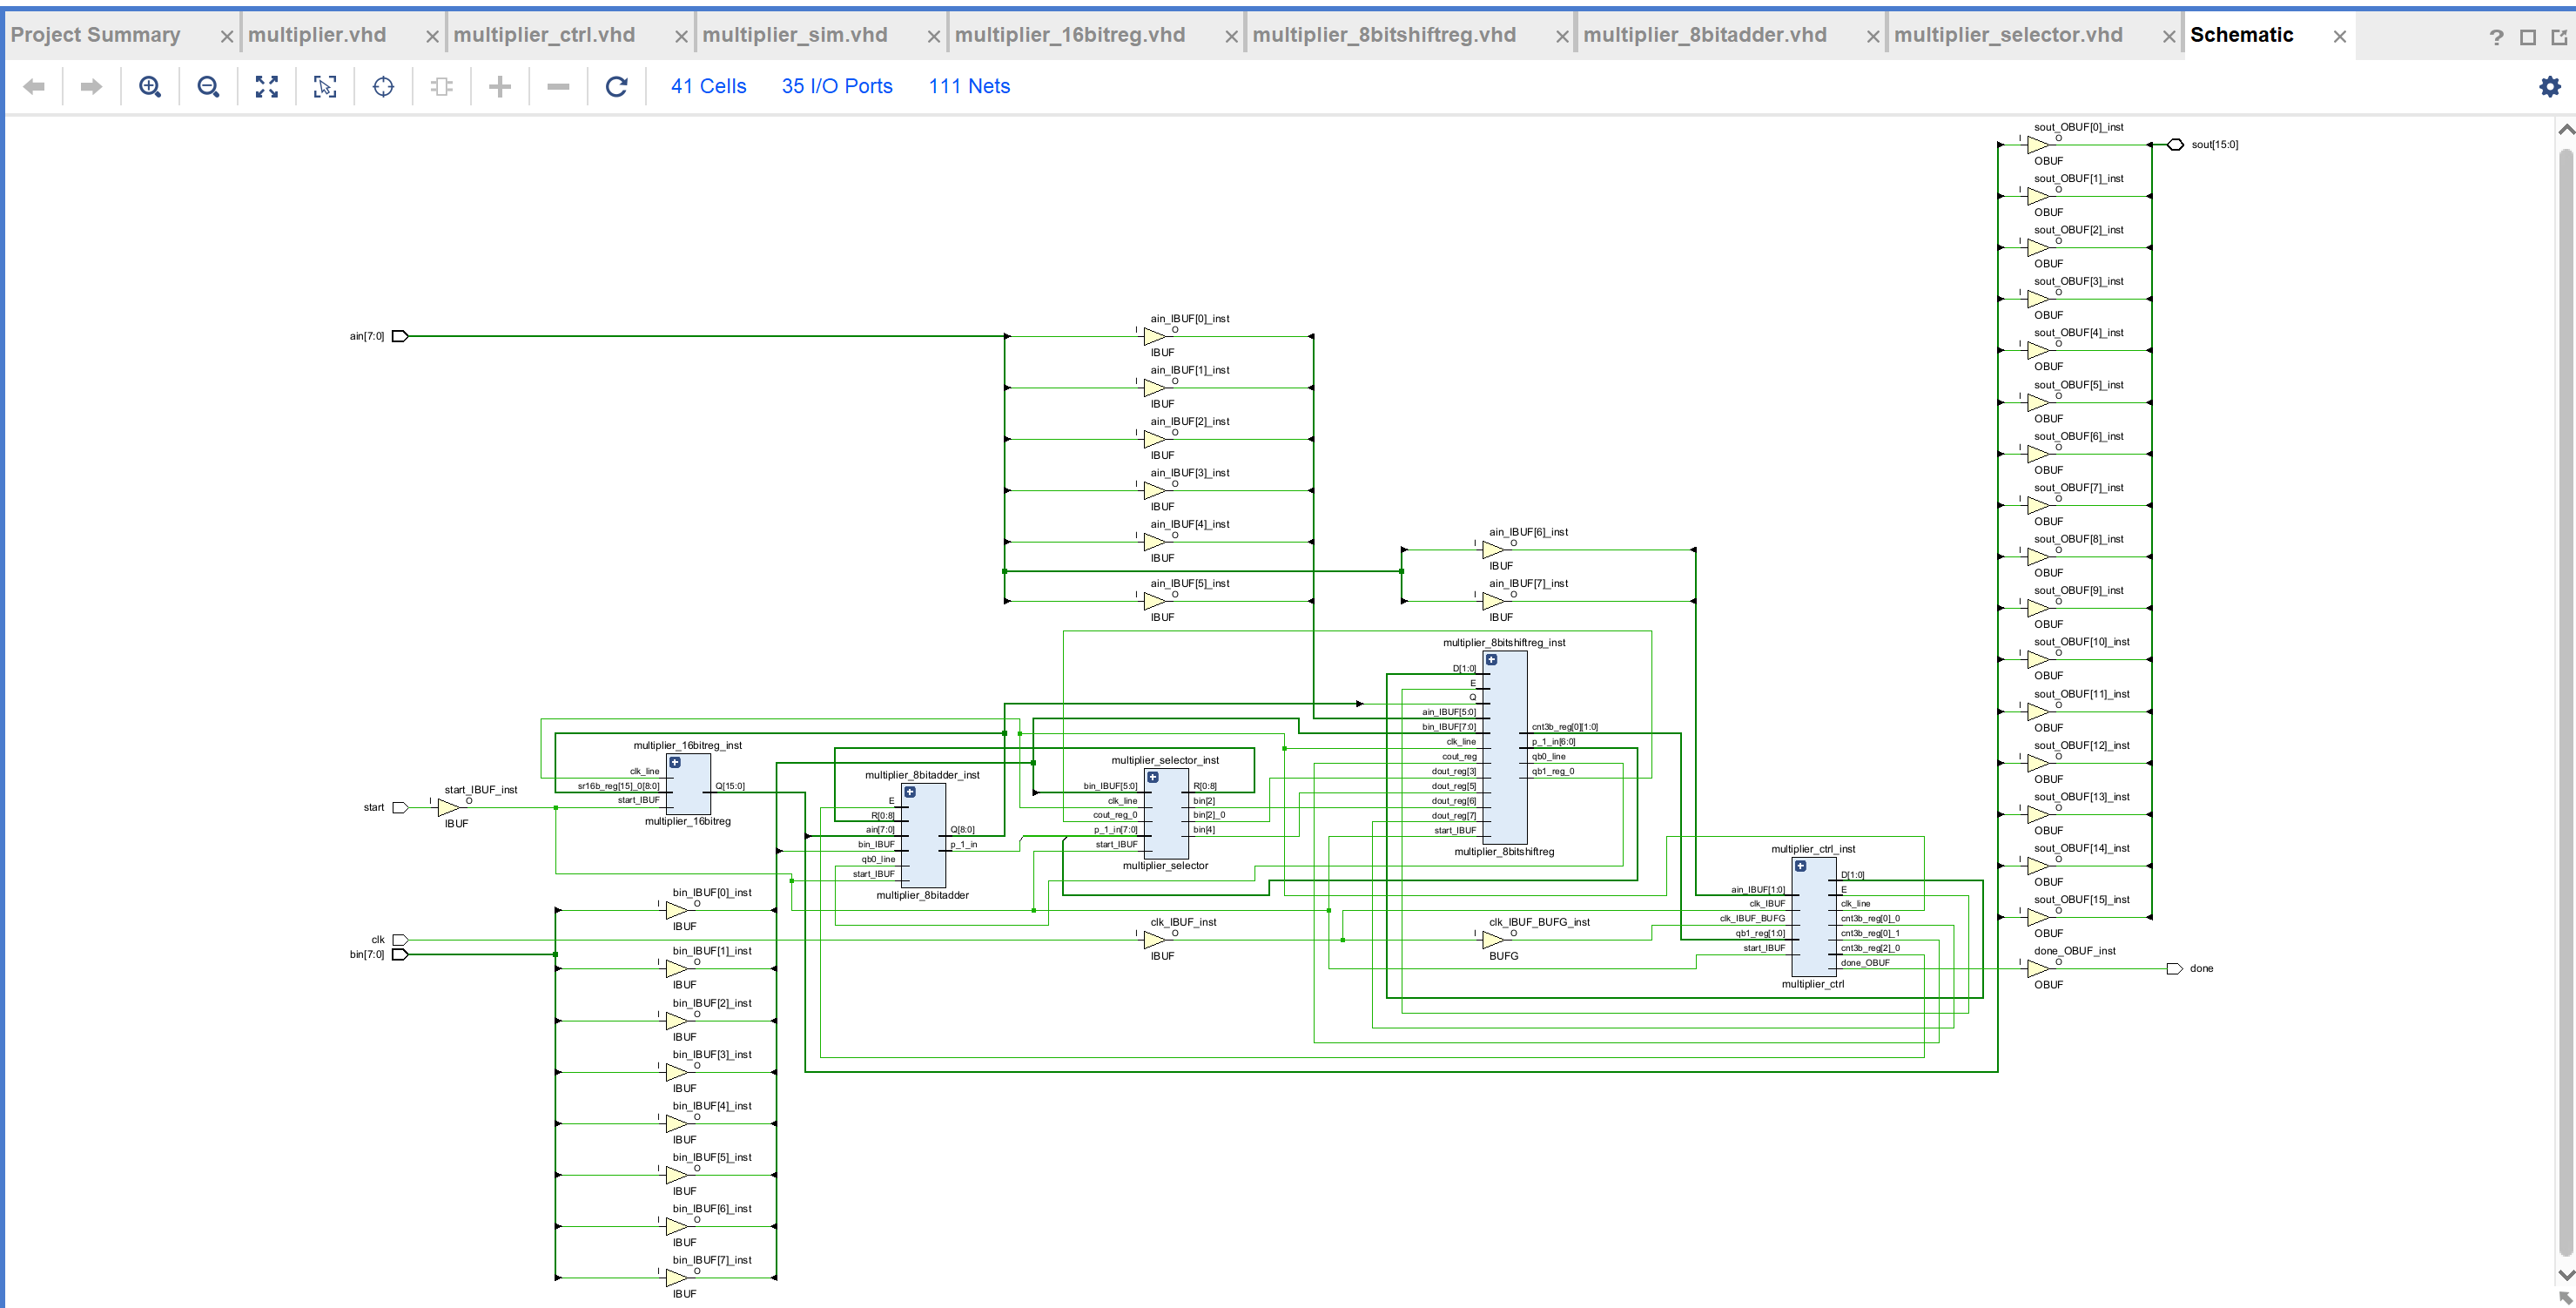 Project Summary
multiplier.vhd
multiplier_ctrl.vhd
multiplier_sim.vhd
multiplier_16bitreg.vhd
multiplier_8bitshiftreg.vhd
multiplier_8bitadder.vhd
multiplier_selector.vhd
Schematic
41 Cells
35 I/O Ports
111 Nets
sout_OBUF[0]_inst
I
O
OBUF
sout[15:0]
sout_OBUF[1]_inst
I
O
OBUF
sout_OBUF[2]_inst
I
O
OBUF
sout_OBUF[3]_inst
I
O
OBUF
sout_OBUF[4]_inst
I
O
OBUF
sout_OBUF[5]_inst
I
O
OBUF
sout_OBUF[6]_inst
I
O
OBUF
sout_OBUF[7]_inst
I
O
OBUF
sout_OBUF[8]_inst
I
O
OBUF
sout_OBUF[9]_inst
I
O
OBUF
sout_OBUF[10]_inst
I
O
OBUF
sout_OBUF[11]_inst
I
O
OBUF
sout_OBUF[12]_inst
I
O
OBUF
sout_OBUF[13]_inst
I
O
OBUF
sout_OBUF[14]_inst
I
O
OBUF
sout_OBUF[15]_inst
I
O
OBUF
done_OBUF_inst
I
O
OBUF
done
ain[7:0]
ain_IBUF[0]_inst
I
O
IBUF
ain_IBUF[1]_inst
I
O
IBUF
ain_IBUF[2]_inst
I
O
IBUF
ain_IBUF[3]_inst
I
O
IBUF
ain_IBUF[4]_inst
I
O
IBUF
ain_IBUF[5]_inst
I
O
IBUF
ain_IBUF[6]_inst
I
O
IBUF
ain_IBUF[7]_inst
I
O
IBUF
multiplier_8bitshiftreg_inst
D[1:0]
E
Q
ain_IBUF[5:0]
bin_IBUF[7:0]
clk_line
cout_reg
dout_reg[3]
dout_reg[5]
dout_reg[6]
dout_reg[7]
start_IBUF
cnt3b_reg[0][1:0]
p_1_in[6:0]
qb0_line
qb1_reg_0
multiplier_8bitshiftreg
multiplier_16bitreg_inst
clk_line
sr16b_reg[15]_0[8:0]
start_IBUF
Q[15:0]
multiplier_16bitreg
start
start_IBUF_inst
I
O
IBUF
multiplier_8bitadder_inst
E
R[0:8]
ain[7:0]
bin_IBUF
qb0_line
start_IBUF
Q[8:0]
p_1_in
multiplier_8bitadder
multiplier_selector_inst
bin_IBUF[5:0]
clk_line
cout_reg_0
p_1_in[7:0]
start_IBUF
R[0:8]
bin[2]
bin[2]_0
bin[4]
multiplier_selector
multiplier_ctrl_inst
ain_IBUF[1:0]
clk_IBUF
clk_IBUF_BUFG
qb1_reg[1:0]
start_IBUF
D[1:0]
E
clk_line
cnt3b_reg[0]_0
cnt3b_reg[0]_1
cnt3b_reg[2]_0
done_OBUF
multiplier_ctrl
clk
clk_IBUF_inst
I
O
IBUF
clk_IBUF_BUFG_inst
I
O
BUFG
bin[7:0]
bin_IBUF[0]_inst
I
O
IBUF
bin_IBUF[1]_inst
I
O
IBUF
bin_IBUF[2]_inst
I
O
IBUF
bin_IBUF[3]_inst
I
O
IBUF
bin_IBUF[4]_inst
I
O
IBUF
bin_IBUF[5]_inst
I
O
IBUF
bin_IBUF[6]_inst
I
O
IBUF
bin_IBUF[7]_inst
I
O
IBUF